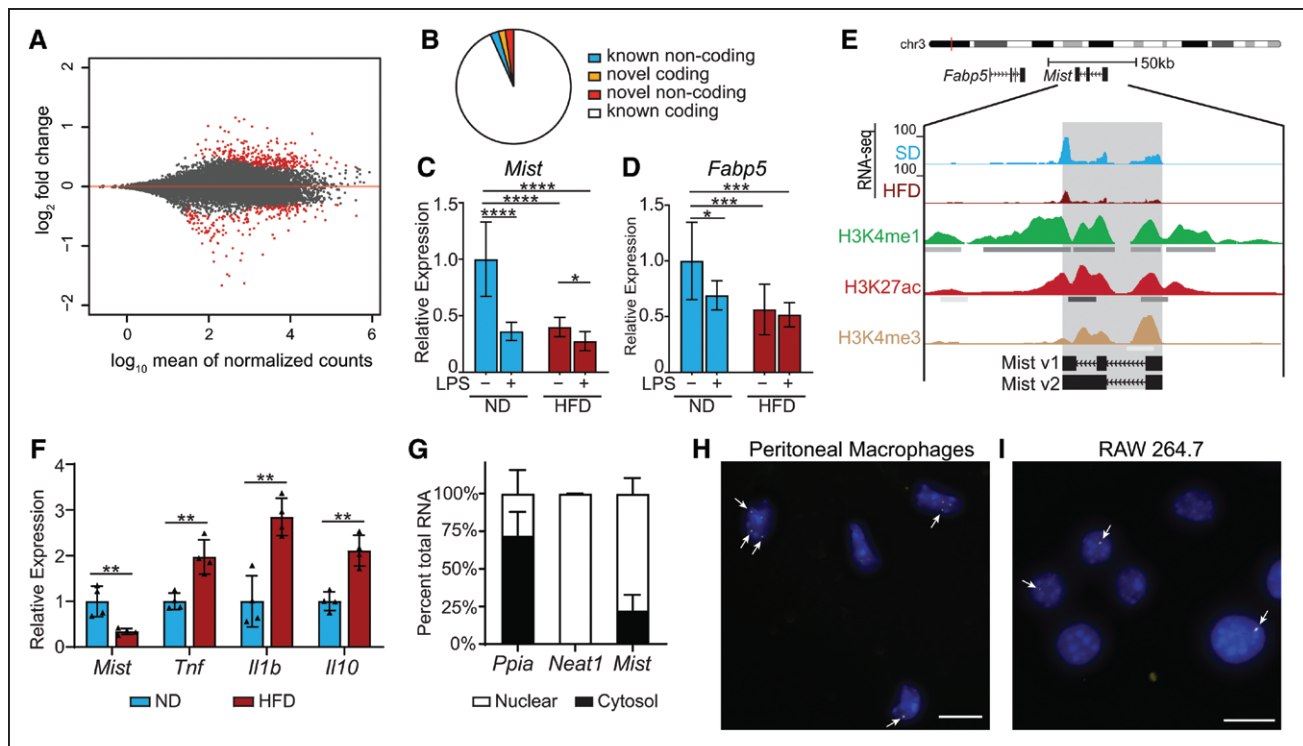 A
2
1
0
−1
−2
log2 fold change
0 2 4 6
log10 mean of normalized counts
B
known non-coding
novel coding
novel non-coding
known coding
C
Mist
****
****
****
*
1.5
1.0
0.5
1.0
Relative Expression
LPS − + − +
ND HFD
D
Fabp5
***
***
*
1.5
1.0
0.5
1.0
Relative Expression
− + − +
ND HFD
E
chr3
50kb
Fabp5 Mist
RNA-seq
100
SD
100
HFD
H3K4me1
H3K27ac
H3K4me3
Mist v1
Mist v2
F
4
3
2
1
0
Relative Expression
** ** ** **
Mist Tnf Il1b Il10
ND HFD
G
100%
75%
50%
25%
0%
Percent total RNA
Ppia Neat1 Mist
Nuclear Cytosol
H
Peritoneal Macrophages
I
RAW 264.7